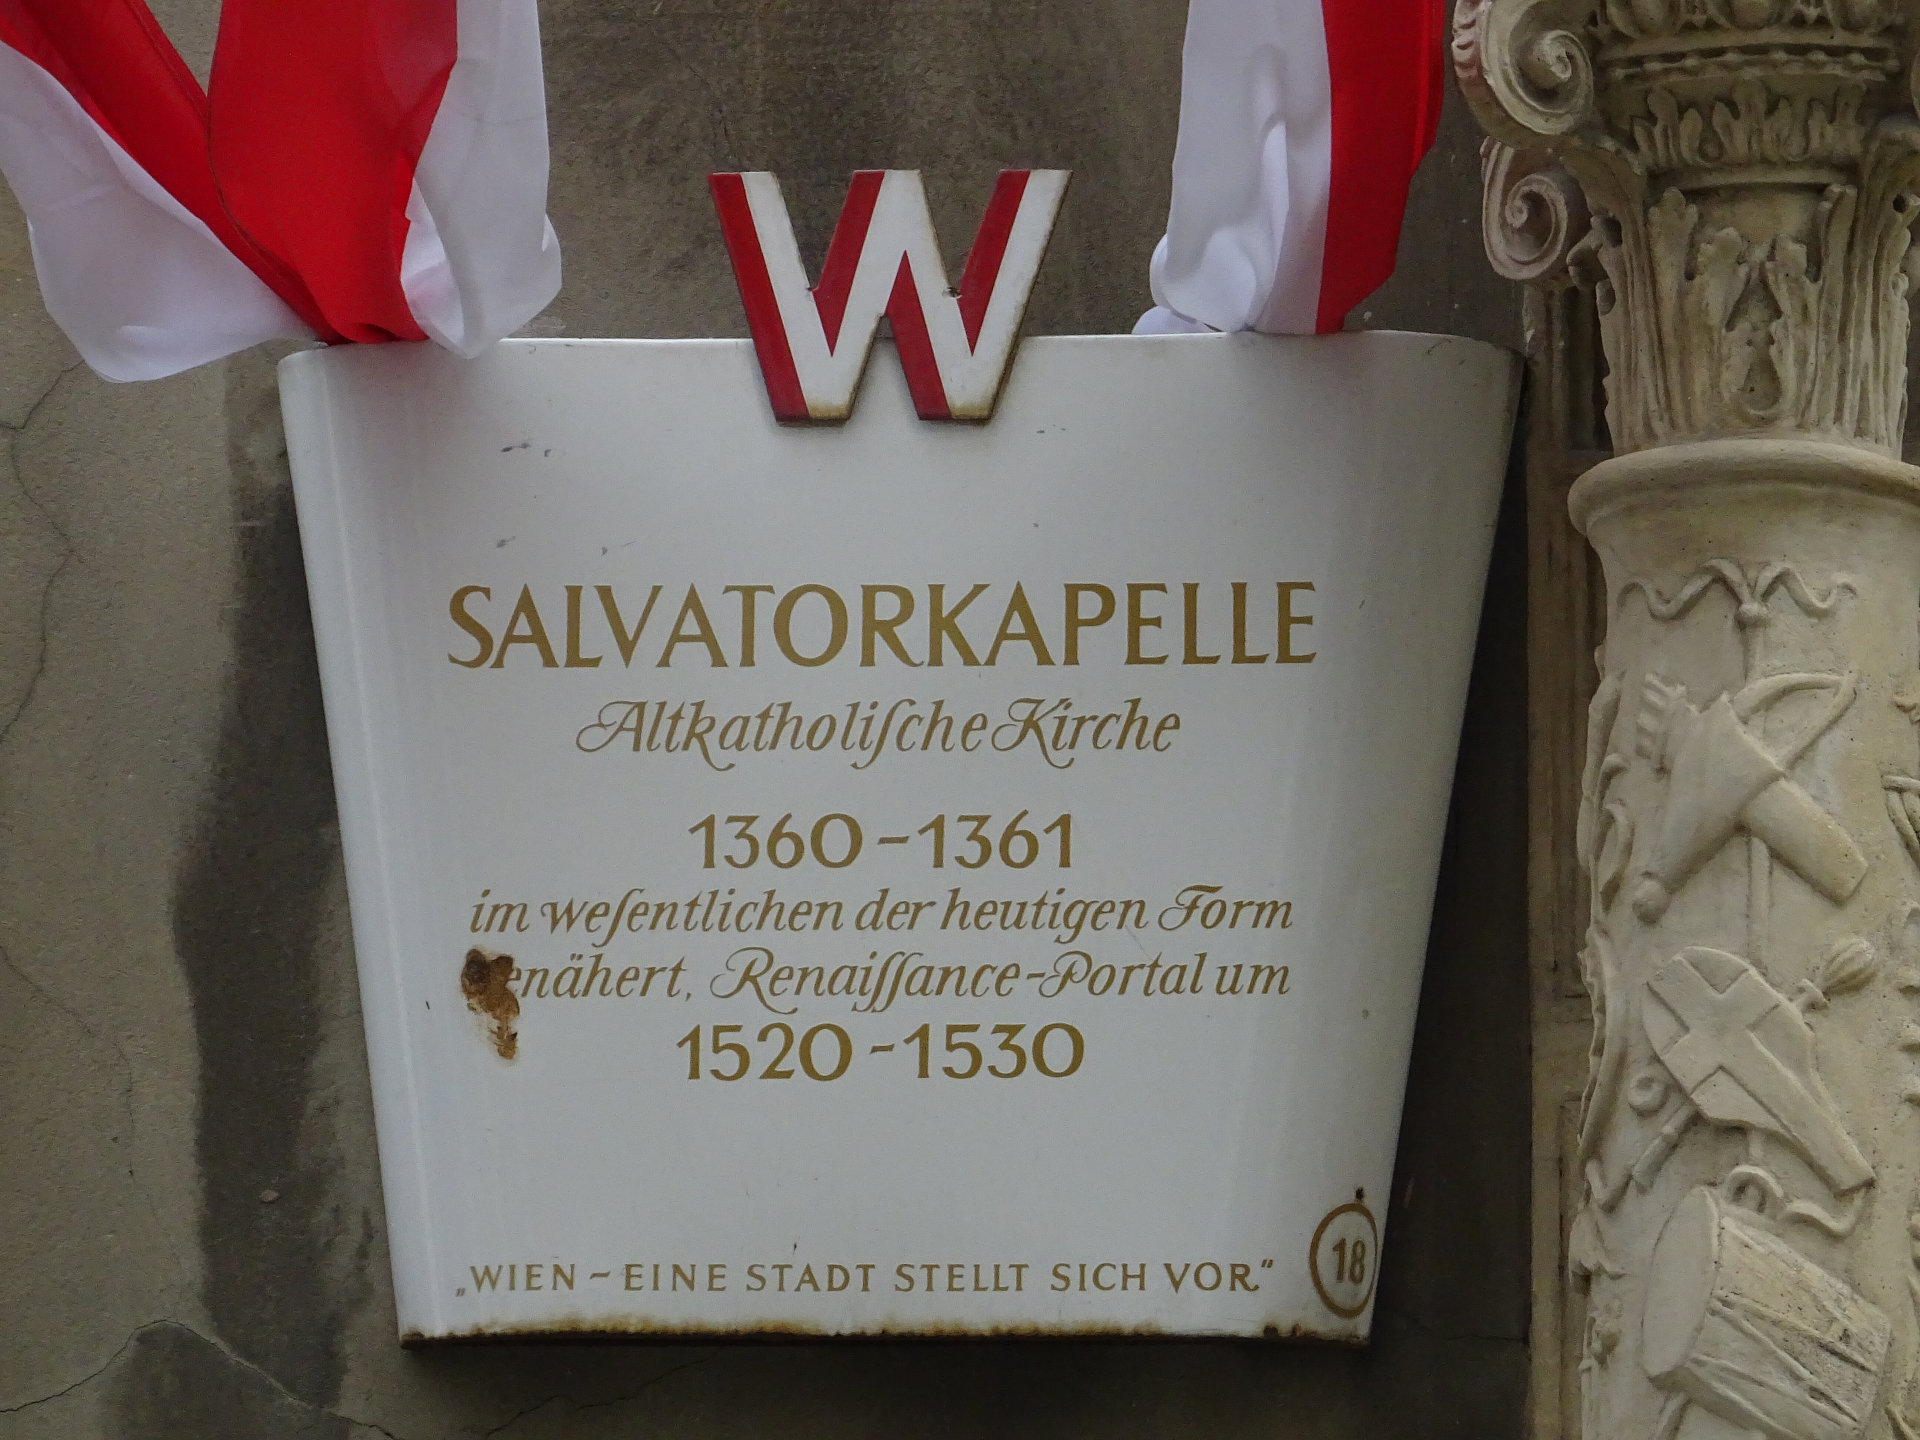 W
SALVATORKAPELLE
Altkatholiſche Kirche
1360-1361
im weſentlichen der heutigen Form
enähert, Renaiſſance-Portal um
1520-1530
„WIEN - EINE STADT STELLT SICH VOR.“
18